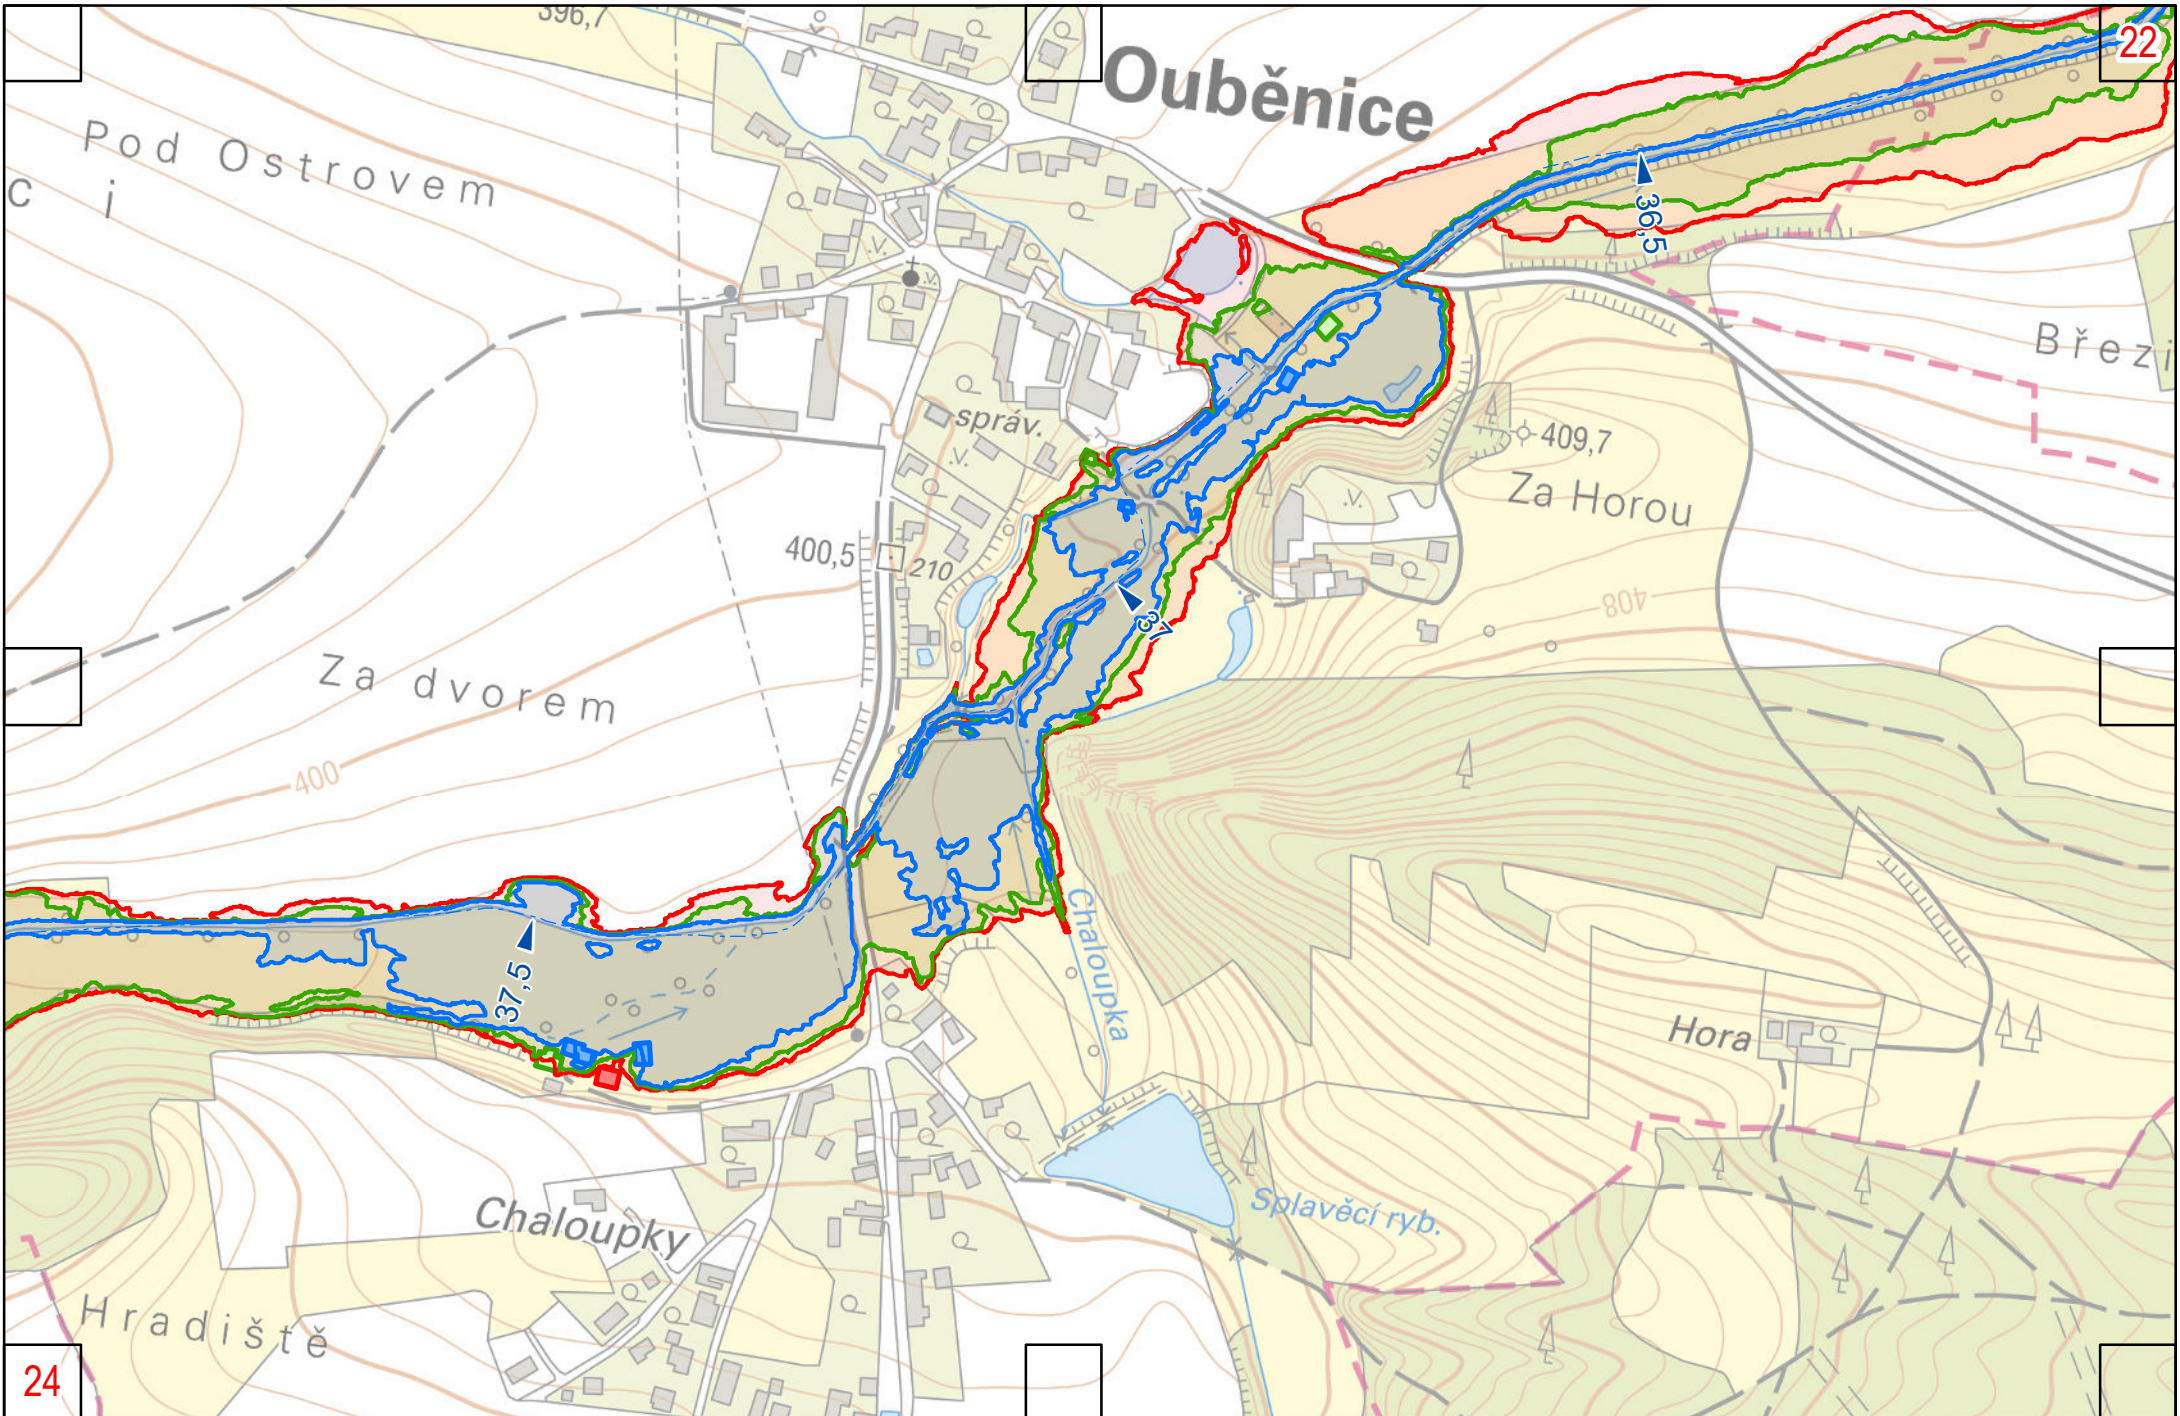 396,7
22
Ouběnice
Pod Ostrovem
c i
36,5
Březi
409,7
správ.
Za Horou
400,5
210
408
37
Za dvorem
400
Chaloupka
37,5
Hora
Chaloupky
Splavěcí ryb.
Hradiště
24
.v.
.v.
.v.
.v.